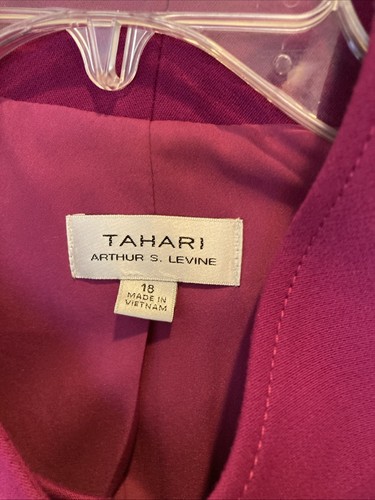 TAHARI
ARTHUR S. LEVINE
18
MADE IN
VIETNAM